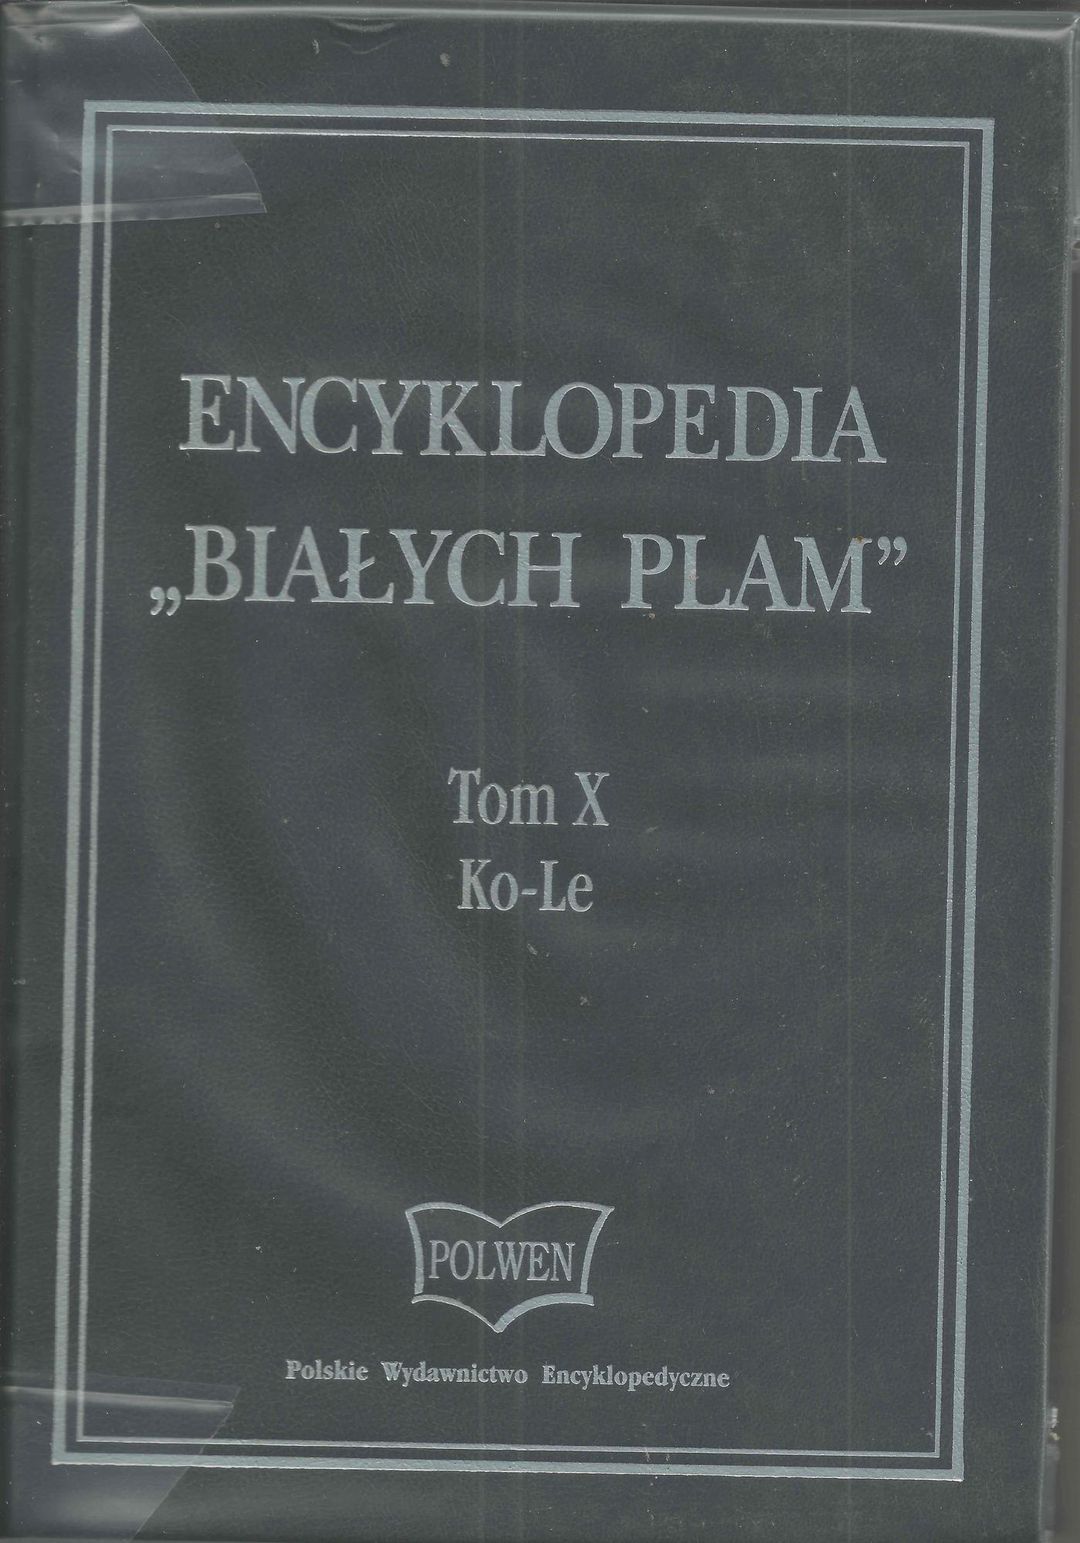 ENCYKLOPEDIA
„BIAŁYCH PLAM”
Tom X
Ko-Le
POLWEN
Polskie Wydawnictwo Encyklopedyczne